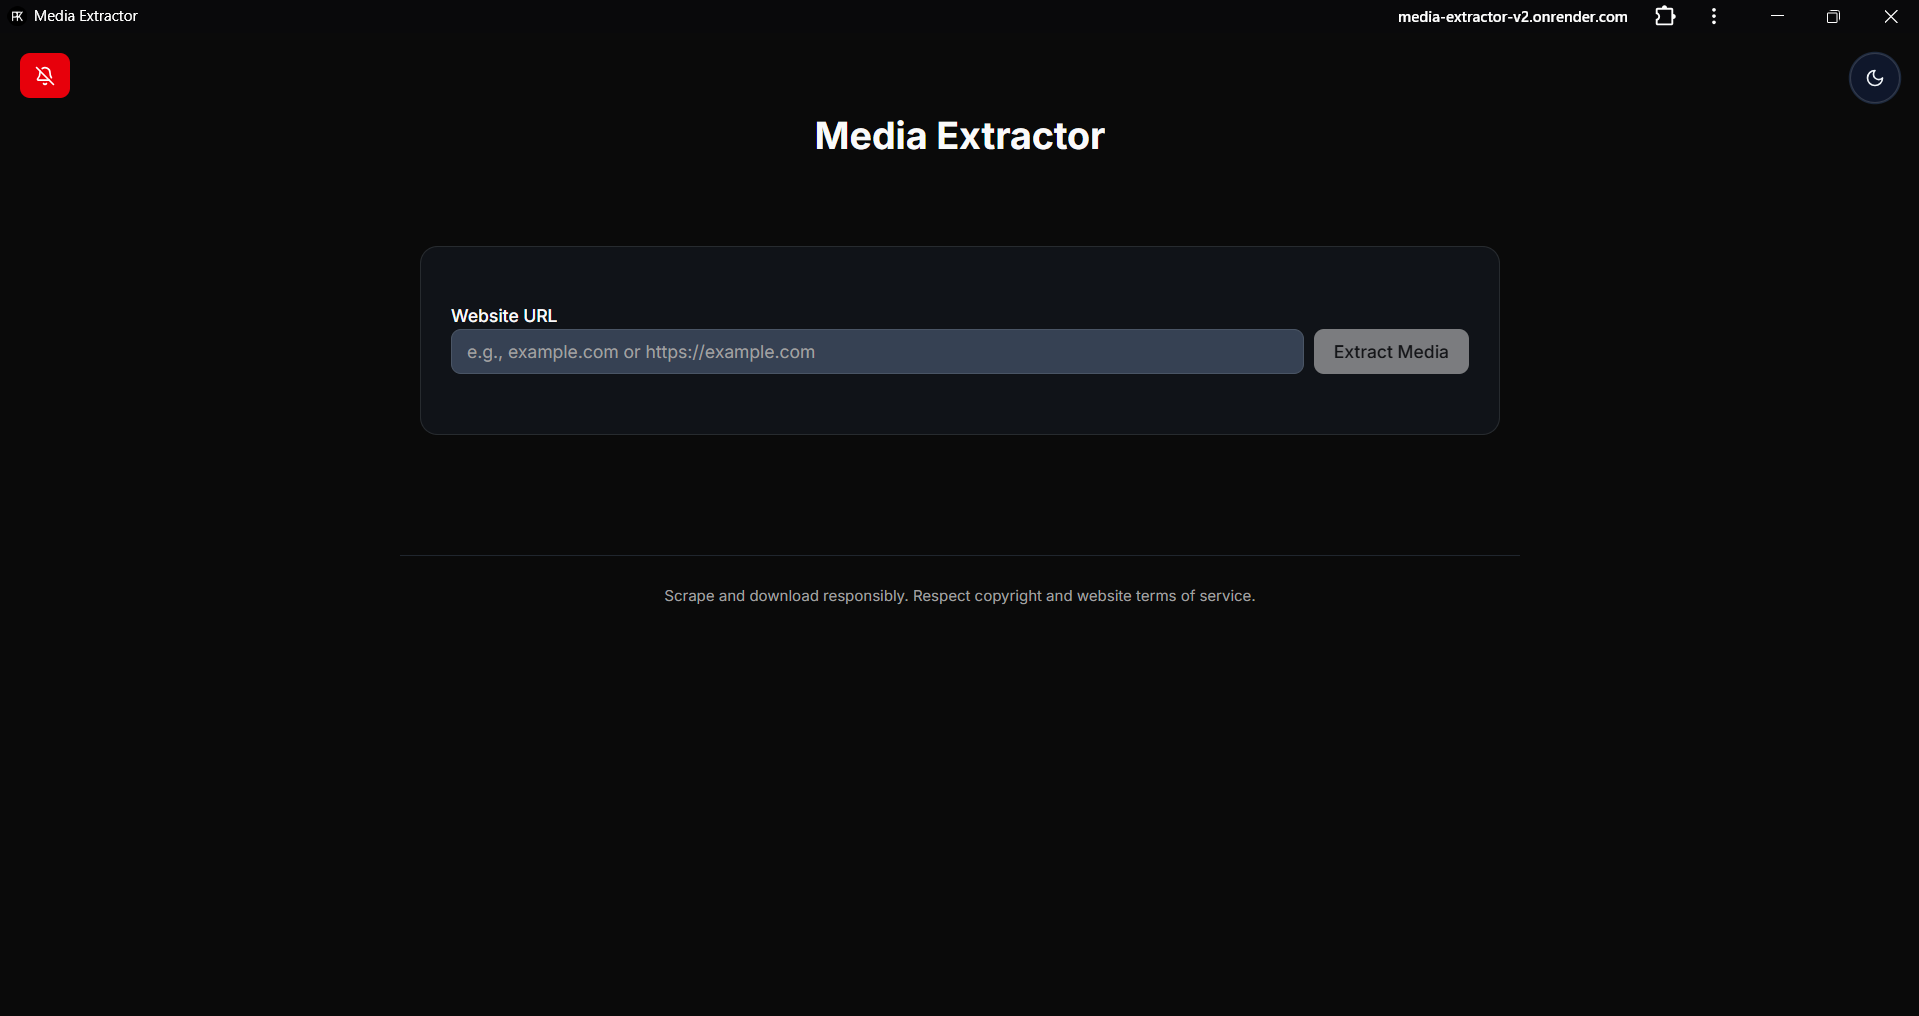 Media Extractor
media-extractor-v2.onrender.com
Media Extractor
Website URL
e.g., example.com or https://example.com
Extract Media
Scrape and download responsibly. Respect copyright and website terms of service.